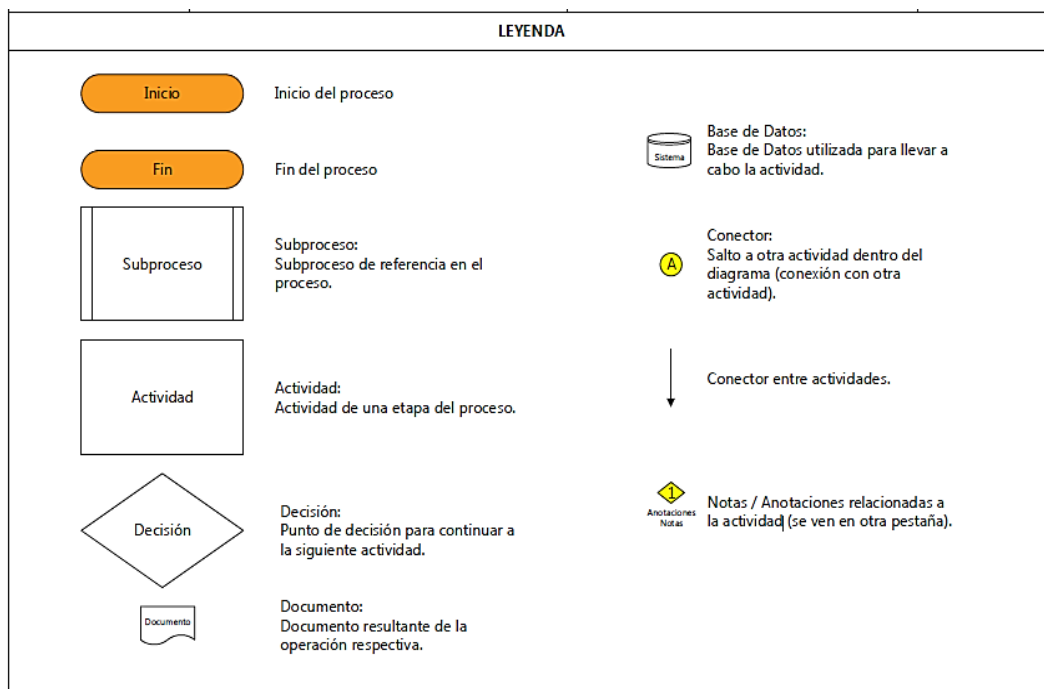 LEYENDA
Inicio
Inicio del proceso
Fin
Fin del proceso
Subproceso
Subproceso:
Subproceso de referencia en el
proceso.
Actividad
Actividad:
Actividad de una etapa del proceso.
Decisión
Decisión:
Punto de decisión para continuar a
la siguiente actividad.
Documento
Documento:
Documento resultante de la
operación respectiva.
Sistema
Base de Datos:
Base de Datos utilizada para llevar a
cabo la actividad.
A
Conector:
Salto a otra actividad dentro del
diagrama (conexión con otra
actividad).
Conector entre actividades.
1
Anotaciones
Notas
Notas / Anotaciones relacionadas a
la actividad (se ven en otra pestaña).